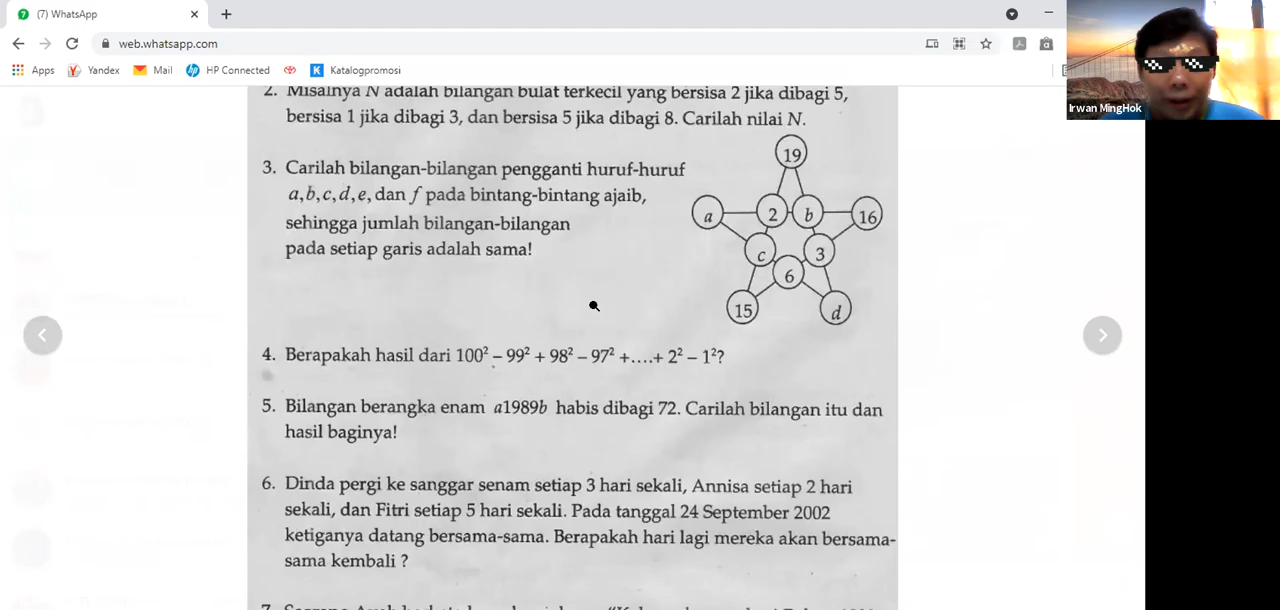 (7) WhatsApp
web.whatsapp.com
Apps
Yandex
Mail
HP Connected
Katalogpromosi
Irwan MingHok
2. Misalnya N adalah bilangan bulat terkecil yang bersisa 2 jika dibagi 5,
bersisa 1 jika dibagi 3, dan bersisa 5 jika dibagi 8. Carilah nilai N.
3. Carilah bilangan-bilangan pengganti huruf-huruf
a,b,c,d,e, dan f pada bintang-bintang ajaib,
sehingga jumlah bilangan-bilangan
pada setiap garis adalah sama!
19
a 2 b 16
c 3
6
15 d
4. Berapakah hasil dari 100² – 99² + 98² – 97² +....+ 2² – 1²?
5. Bilangan berangka enam a1989b habis dibagi 72. Carilah bilangan itu dan
hasil baginya!
6. Dinda pergi ke sanggar senam setiap 3 hari sekali, Annisa setiap 2 hari
sekali, dan Fitri setiap 5 hari sekali. Pada tanggal 24 September 2002
ketiganya datang bersama-sama. Berapakah hari lagi mereka akan bersama-
sama kembali ?